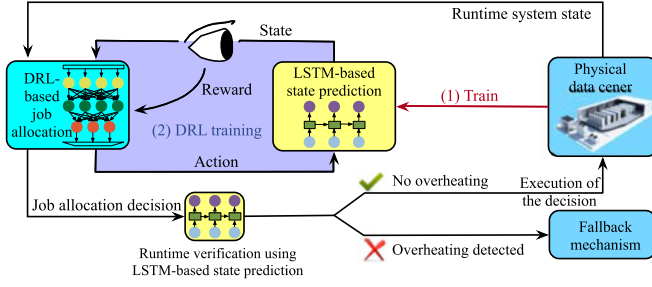 Runtime system state
State
DRL-
based
job
allocation
Reward
LSTM-based
state prediction
(1) Train
Physical
data cener
(2) DRL training
Action
Job allocation decision
No overheating
Execution of
the decision
Runtime verification using
LSTM-based state prediction
Overheating detected
Fallback
mechanism